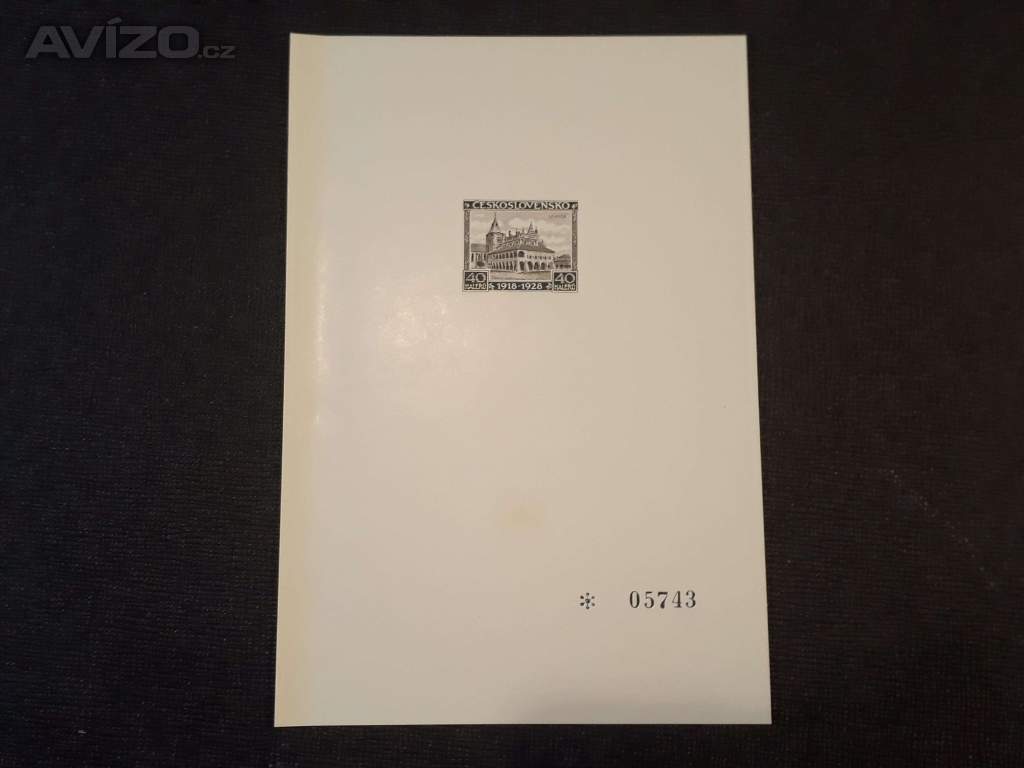 AVÍZO.cz
ČESKOSLOVENSKO
40 40
HALÉŘŮ 1918-1928 HALÉŘŮ
05743